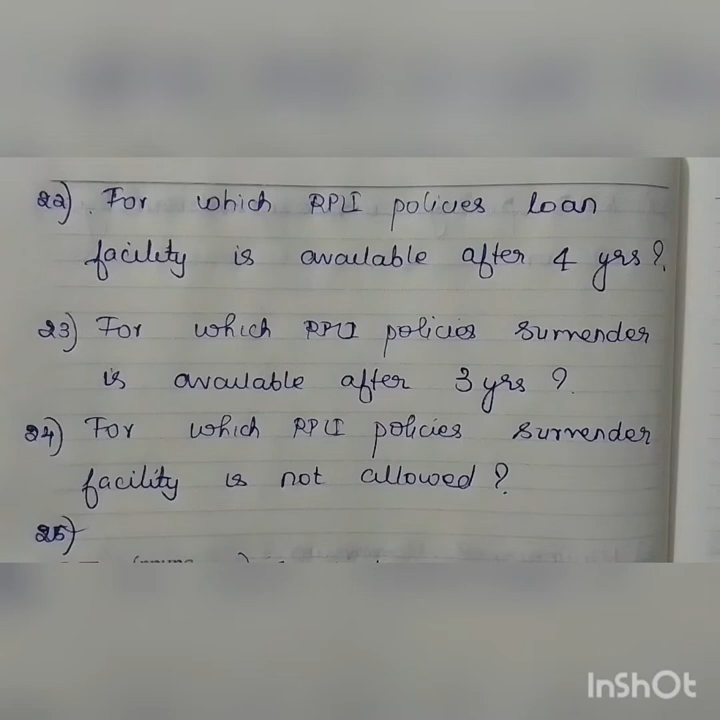 22) For which RPLI policies loan
facility is available after 4 yrs?
23) For which RPLI policies surrender
is available after 3 yrs ?
24) For which RPLI policies surrender
facility is not allowed ?
25)
InShOt